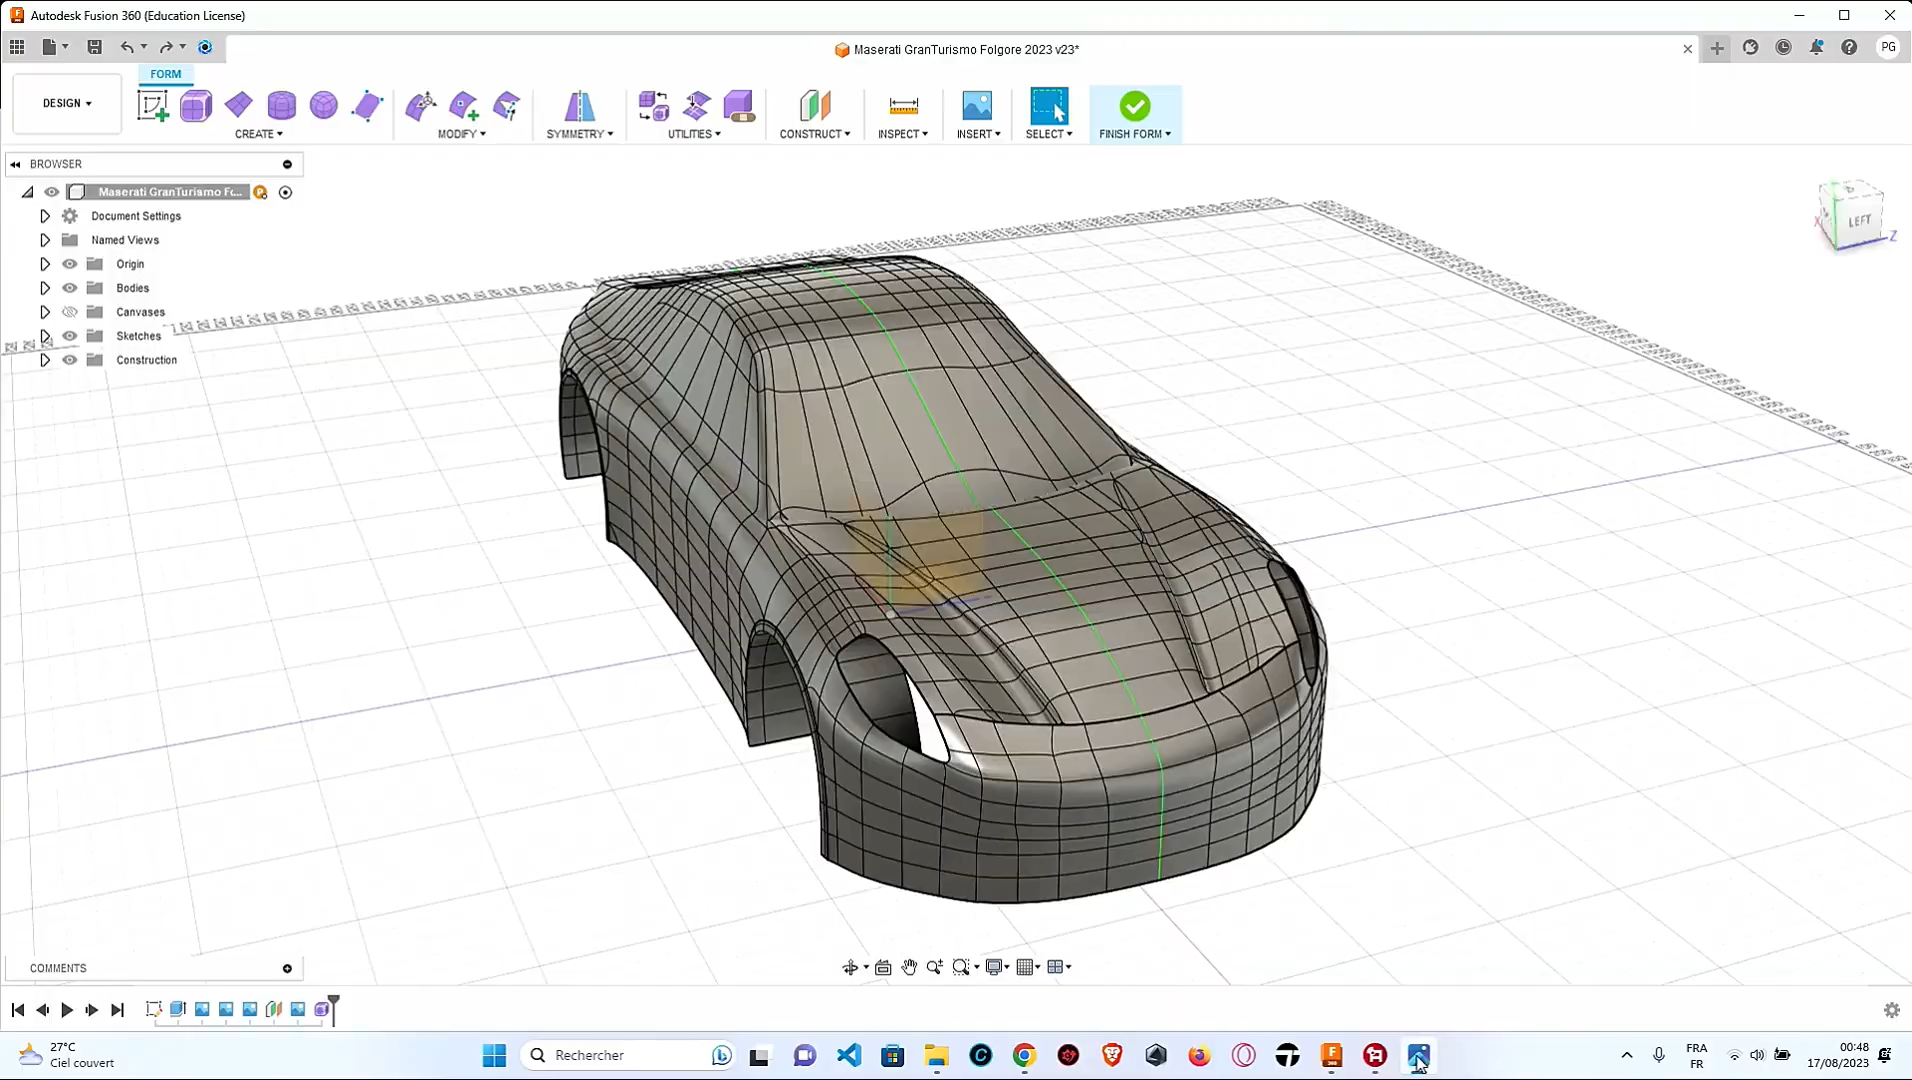 Autodesk Fusion 360 (Education License)
Maserati GranTurismo Folgore 2023 v23*
PG
FORM
DESIGN
CREATE
MODIFY
SYMMETRY
UTILITIES
CONSTRUCT
INSPECT
INSERT
SELECT
FINISH FORM
BROWSER
Maserati GranTurismo Fc...
Document Settings
Named Views
Origin
Bodies
Canvases
Sketches
Construction
LEFT
X
Z
COMMENTS
27°C
Ciel couvert
Rechercher
FRA
FR
00:48
17/08/2023